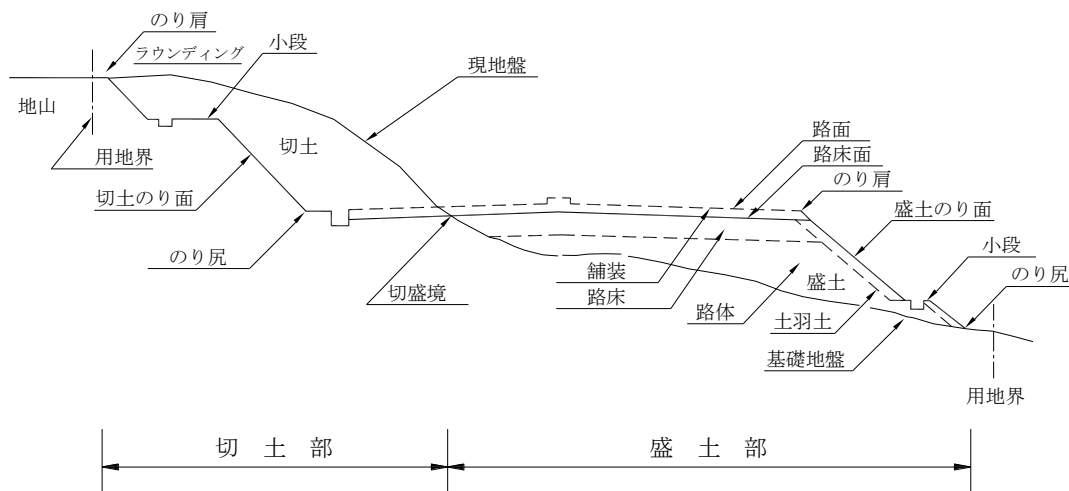 のり肩
ラウンディング
小段
現地盤
地山
用地界
切土
切土のり面
のり尻
切盛境
路面
路床面
のり肩
盛土のり面
小段
のり尻
舗装
路床
路体
盛土
土羽土
基礎地盤
用地界
切土部
盛土部